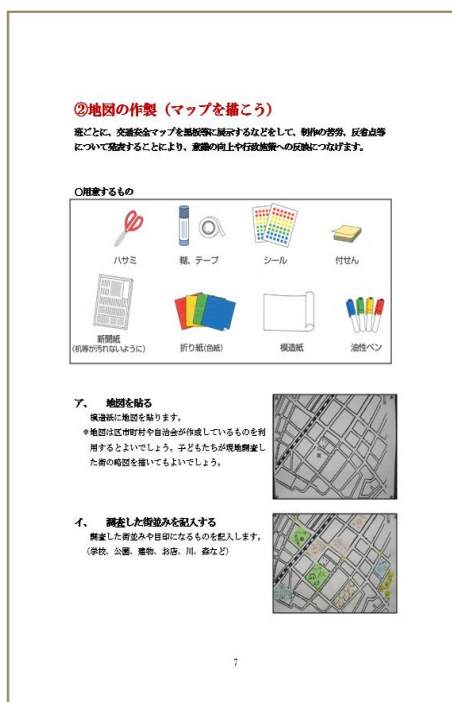 ②地図の作製（マップを描こう）
班ごとに、交通安全マップを黒板等に展示するなどをして、制作の苦労、反省点等
について発表することにより、意識の向上や行政施策への反映につなげます。
○用意するもの
ハサミ
糊、テープ
シール
付せん
新聞紙
(机等が汚れないように)
折り紙(色紙)
模造紙
油性ペン
ア、　地図を貼る
模造紙に地図を貼ります。
＊地図は区市町村や自治会が作成しているものを利
用するとよいでしょう。子どもたちが現地調査し
た街の略図を描いてもよいでしょう。
イ、　調査した街並みを記入する
調査した街並みや目印になるものを記入します。
（学校、公園、建物、お店、川、森など）
7